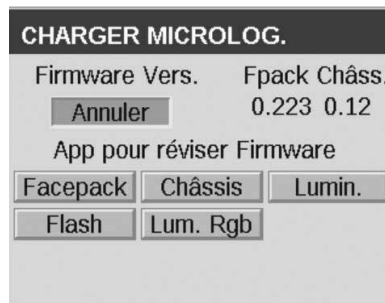 CHARGER MICROLOG.
Firmware Vers. Fpack Châss.
Annuler 0.223 0.12
App pour réviser Firmware
Facepack Châssis Lumin.
Flash Lum. Rgb